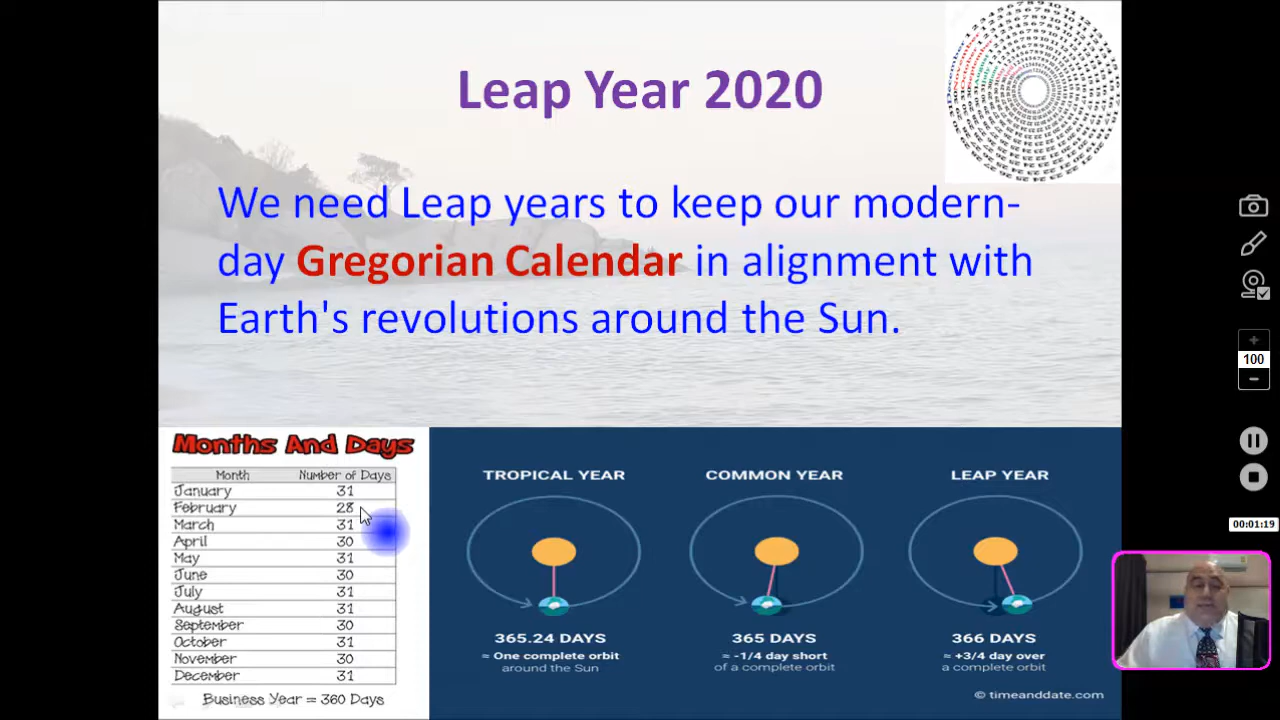 Leap Year 2020
We need Leap years to keep our modern-
day Gregorian Calendar in alignment with
Earth's revolutions around the Sun.
Months And Days
Month Number of Days
January 31
February 28
March 31
April 30
May 31
June 30
July 31
August 31
September 30
October 31
November 30
December 31
Business Year = 360 Days
TROPICAL YEAR
365.24 DAYS
≈ One complete orbit
around the Sun
COMMON YEAR
365 DAYS
≈ -1/4 day short
of a complete orbit
LEAP YEAR
366 DAYS
≈ +3/4 day over
a complete orbit
© timeanddate.com
100
00:01:19